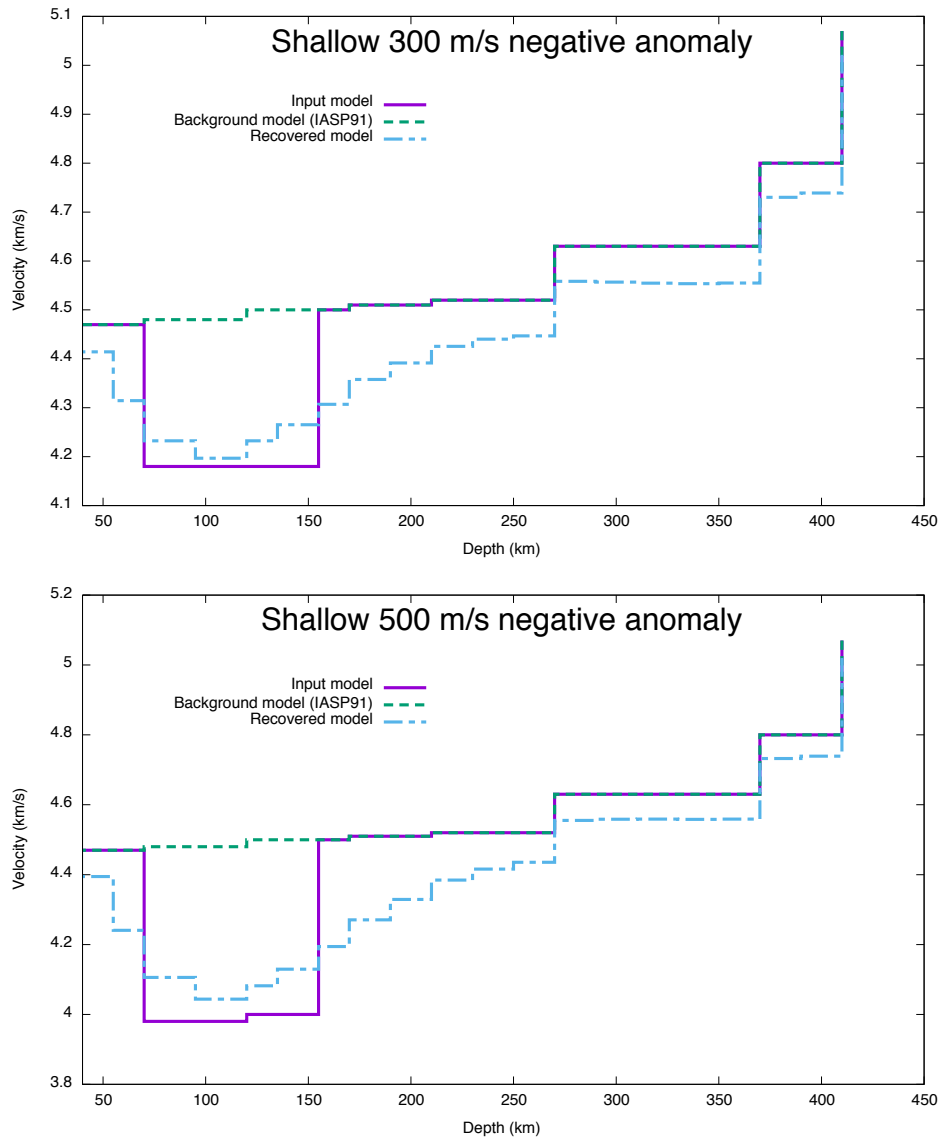 Shallow 300 m/s negative anomaly
Input model
Background model (IASP91)
Recovered model
Velocity (km/s)
5.1
5
4.9
4.8
4.7
4.6
4.5
4.4
4.3
4.2
4.1
50 100 150 200 250 300 350 400 450
Depth (km)
Shallow 500 m/s negative anomaly
Input model
Background model (IASP91)
Recovered model
Velocity (km/s)
5.2
5
4.8
4.6
4.4
4.2
4
3.8
50 100 150 200 250 300 350 400 450
Depth (km)